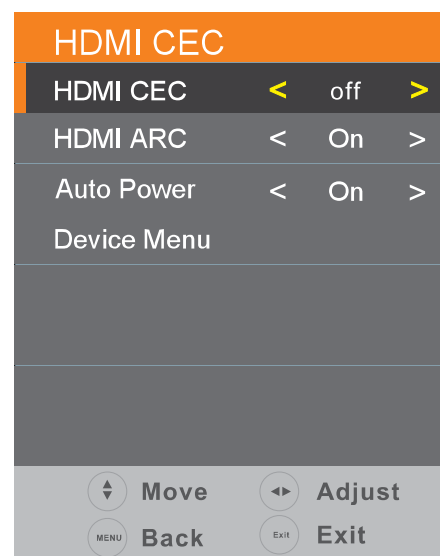 HDMI CEC
HDMI CEC < off >
HDMI ARC < On >
Auto Power < On >
Device Menu
Move Adjust
MENU Back Exit Exit